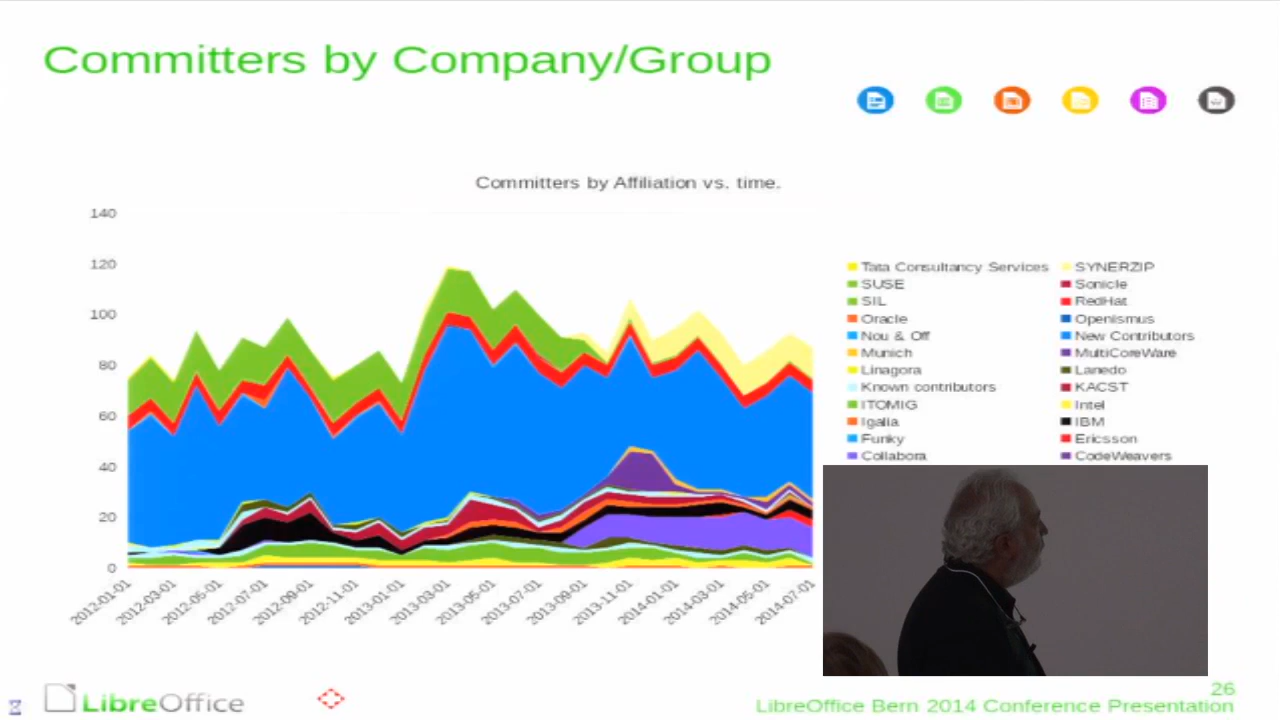 Committers by Company/Group
Committers by Affiliation vs. time.
140
120
100
80
60
40
20
0
2012-01-01
2012-03-01
2012-05-01
2012-07-01
2012-09-01
2012-11-01
2013-01-01
2013-03-01
2013-05-01
2013-07-01
2013-09-01
2013-11-01
2014-01-01
2014-03-01
2014-05-01
2014-07-01
Tata Consultancy Services SYNERZIP
SUSE Sonicle
SIL RedHat
Oracle Openismus
Nou & Off New Contributors
Munich MultiCoreWare
Linagora Lanedo
Known contributors KACST
ITOMIG Intel
Igalia IBM
Funky Ericsson
Collabora CodeWeavers
LibreOffice
26
LibreOffice Bern 2014 Conference Presentation